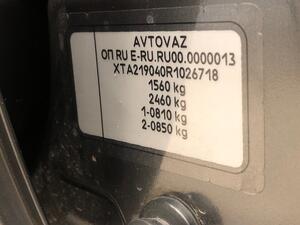 AVTOVAZ
ОП RU E-RU.RU00.0000013
XTA219040R1026718
1560 kg
2460 kg
1-0810 kg
2-0850 kg